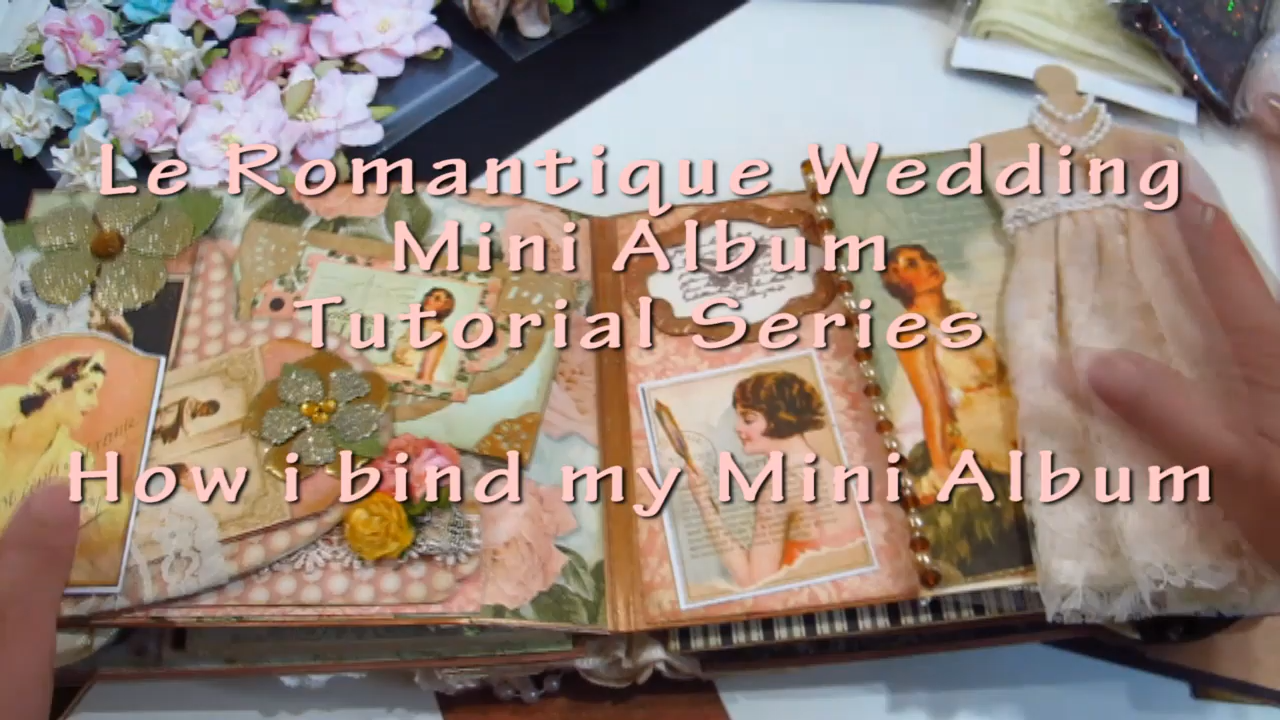 Le Romantique Wedding
Mini Album
Tutorial Series
How i bind my Mini Album